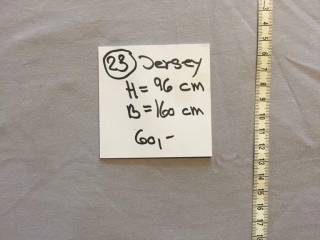 23 Jersey
H = 96 cm
B = 160 cm
60,-